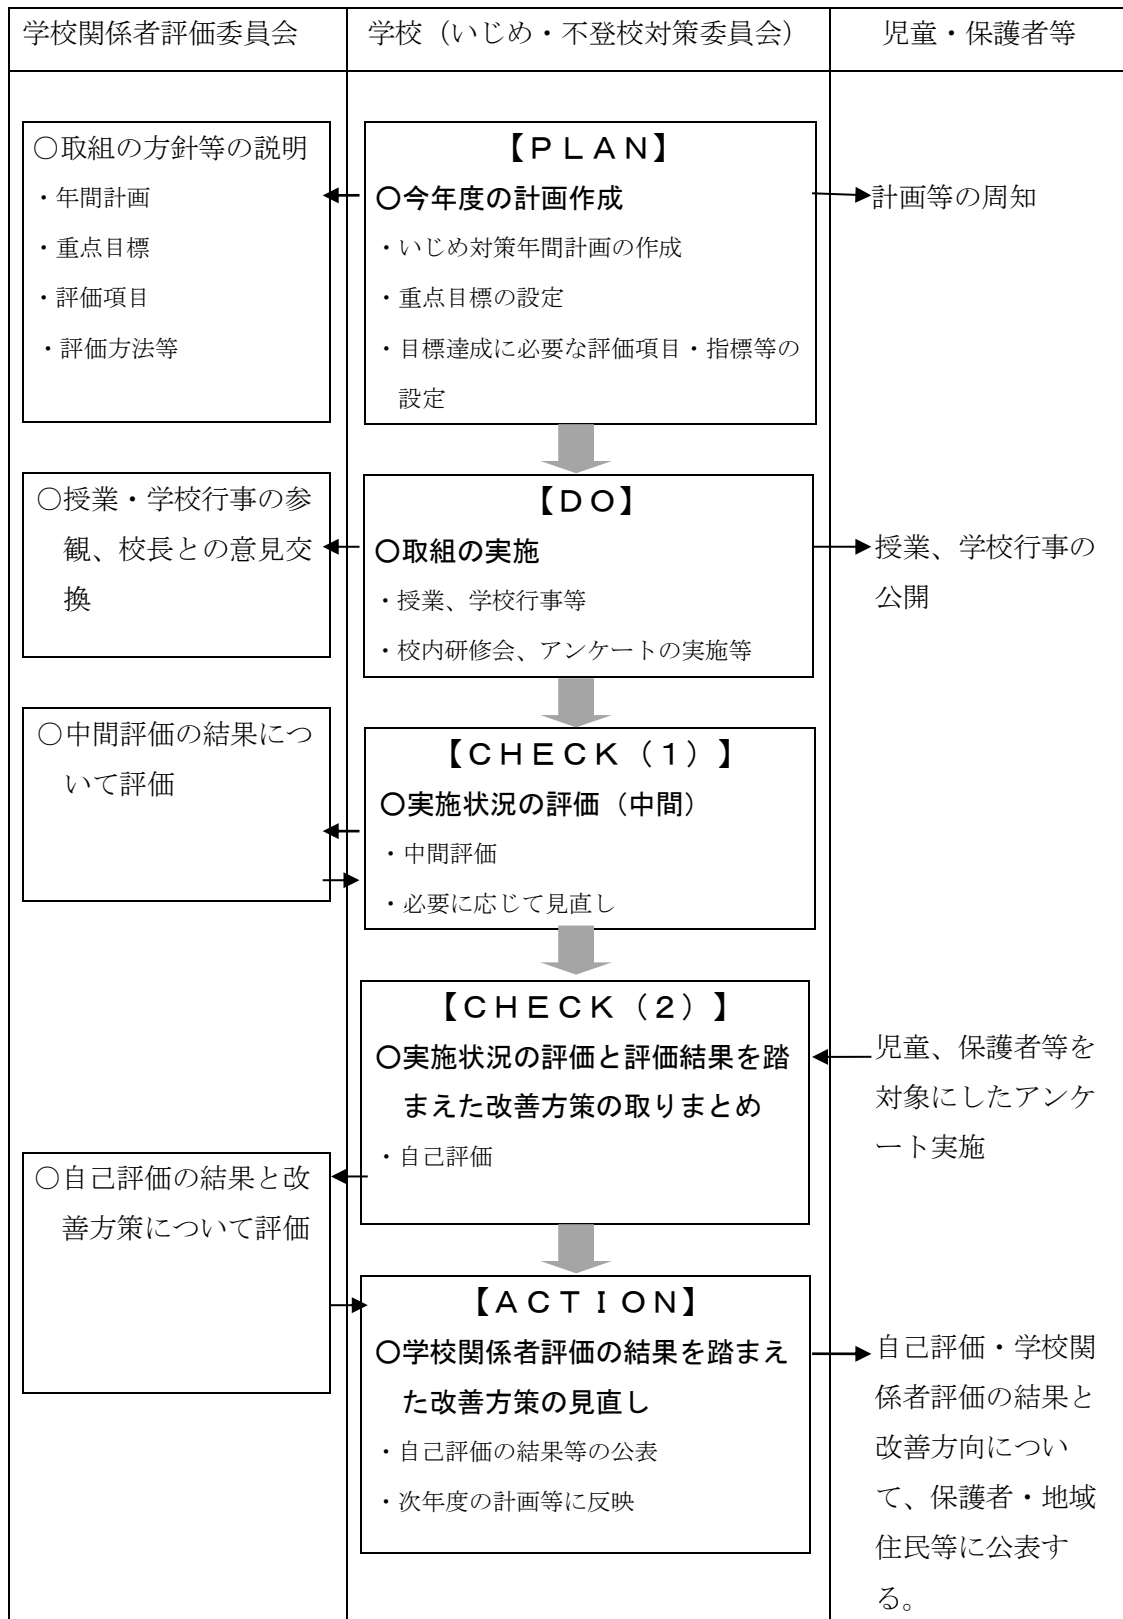 学校関係者評価委員会
学校（いじめ・不登校対策委員会）
児童・保護者等
〇取組の方針等の説明
・年間計画
・重点目標
・評価項目
・評価方法等
【ＰＬＡＮ】
〇今年度の計画作成
・いじめ対策年間計画の作成
・重点目標の設定
・目標達成に必要な評価項目・指標等の
設定
計画等の周知
〇授業・学校行事の参
観、校長との意見交
換
【ＤＯ】
〇取組の実施
・授業、学校行事等
・校内研修会、アンケートの実施等
授業、学校行事の
公開
〇中間評価の結果につ
いて評価
【ＣＨＥＣＫ（１）】
〇実施状況の評価（中間）
・中間評価
・必要に応じて見直し
【ＣＨＥＣＫ（２）】
〇実施状況の評価と評価結果を踏
まえた改善方策の取りまとめ
・自己評価
児童、保護者等を
対象にしたアンケ
ート実施
〇自己評価の結果と改
善方策について評価
【ＡＣＴＩＯＮ】
〇学校関係者評価の結果を踏まえ
た改善方策の見直し
・自己評価の結果等の公表
・次年度の計画等に反映
自己評価・学校関
係者評価の結果と
改善方向につい
て、保護者・地域
住民等に公表す
る。